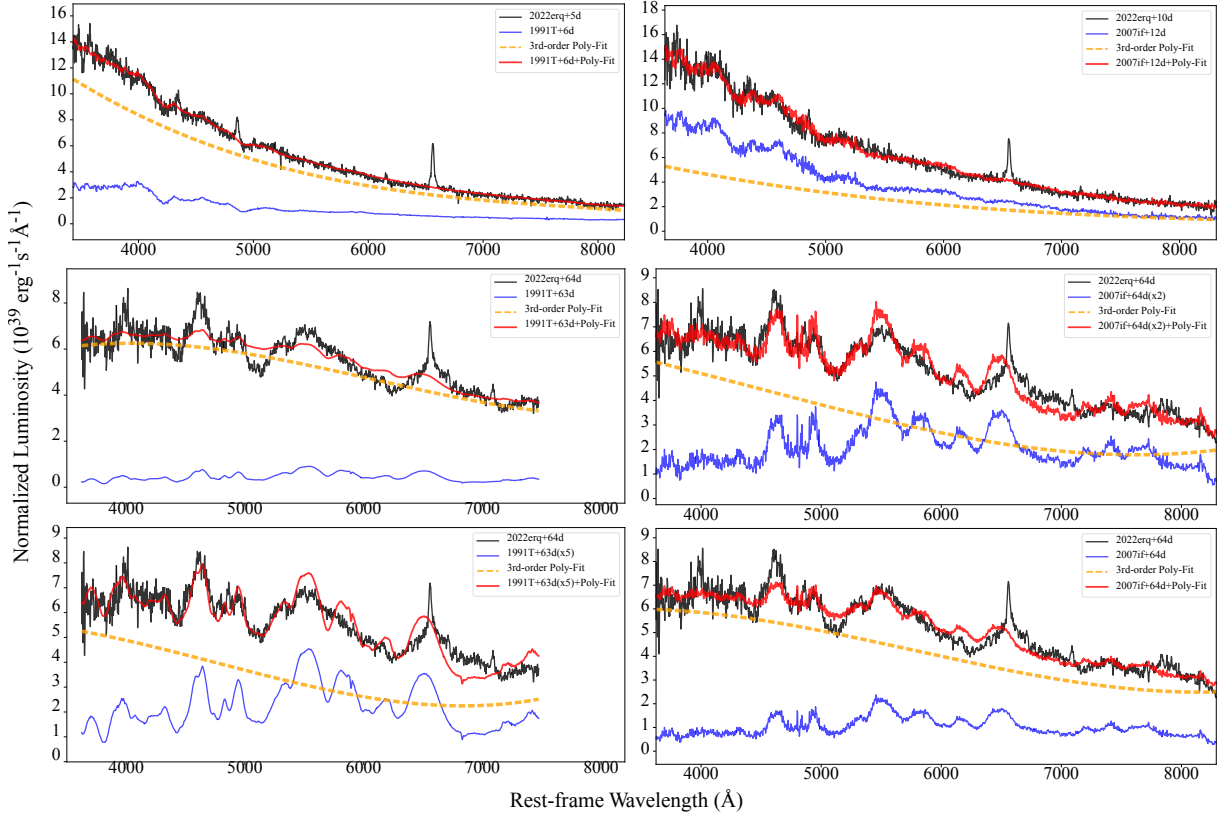 Normalized Luminosity (10³⁹ erg⁻¹s⁻¹Å⁻¹)
16
14
12
10
8
6
4
2
0
4000 5000 6000 7000 8000
2022erq+5d
1991T+6d
3rd-order Poly-Fit
1991T+6d+Poly-Fit
18
16
14
12
10
8
6
4
2
0
4000 5000 6000 7000 8000
2022erq+10d
2007if+12d
3rd-order Poly-Fit
2007if+12d+Poly-Fit
8
6
4
2
0
4000 5000 6000 7000 8000
2022erq+64d
1991T+63d
3rd-order Poly-Fit
1991T+63d+Poly-Fit
9
8
7
6
5
4
3
2
1
0
4000 5000 6000 7000 8000
2022erq+64d
2007if+64d(x2)
3rd-order Poly-Fit
2007if+64d(x2)+Poly-Fit
9
8
7
6
5
4
3
2
1
0
4000 5000 6000 7000 8000
2022erq+64d
1991T+63d(x5)
3rd-order Poly-Fit
1991T+63d(x5)+Poly-Fit
9
8
7
6
5
4
3
2
1
0
4000 5000 6000 7000 8000
2022erq+64d
2007if+64d
3rd-order Poly-Fit
2007if+64d+Poly-Fit
Rest-frame Wavelength (Å)